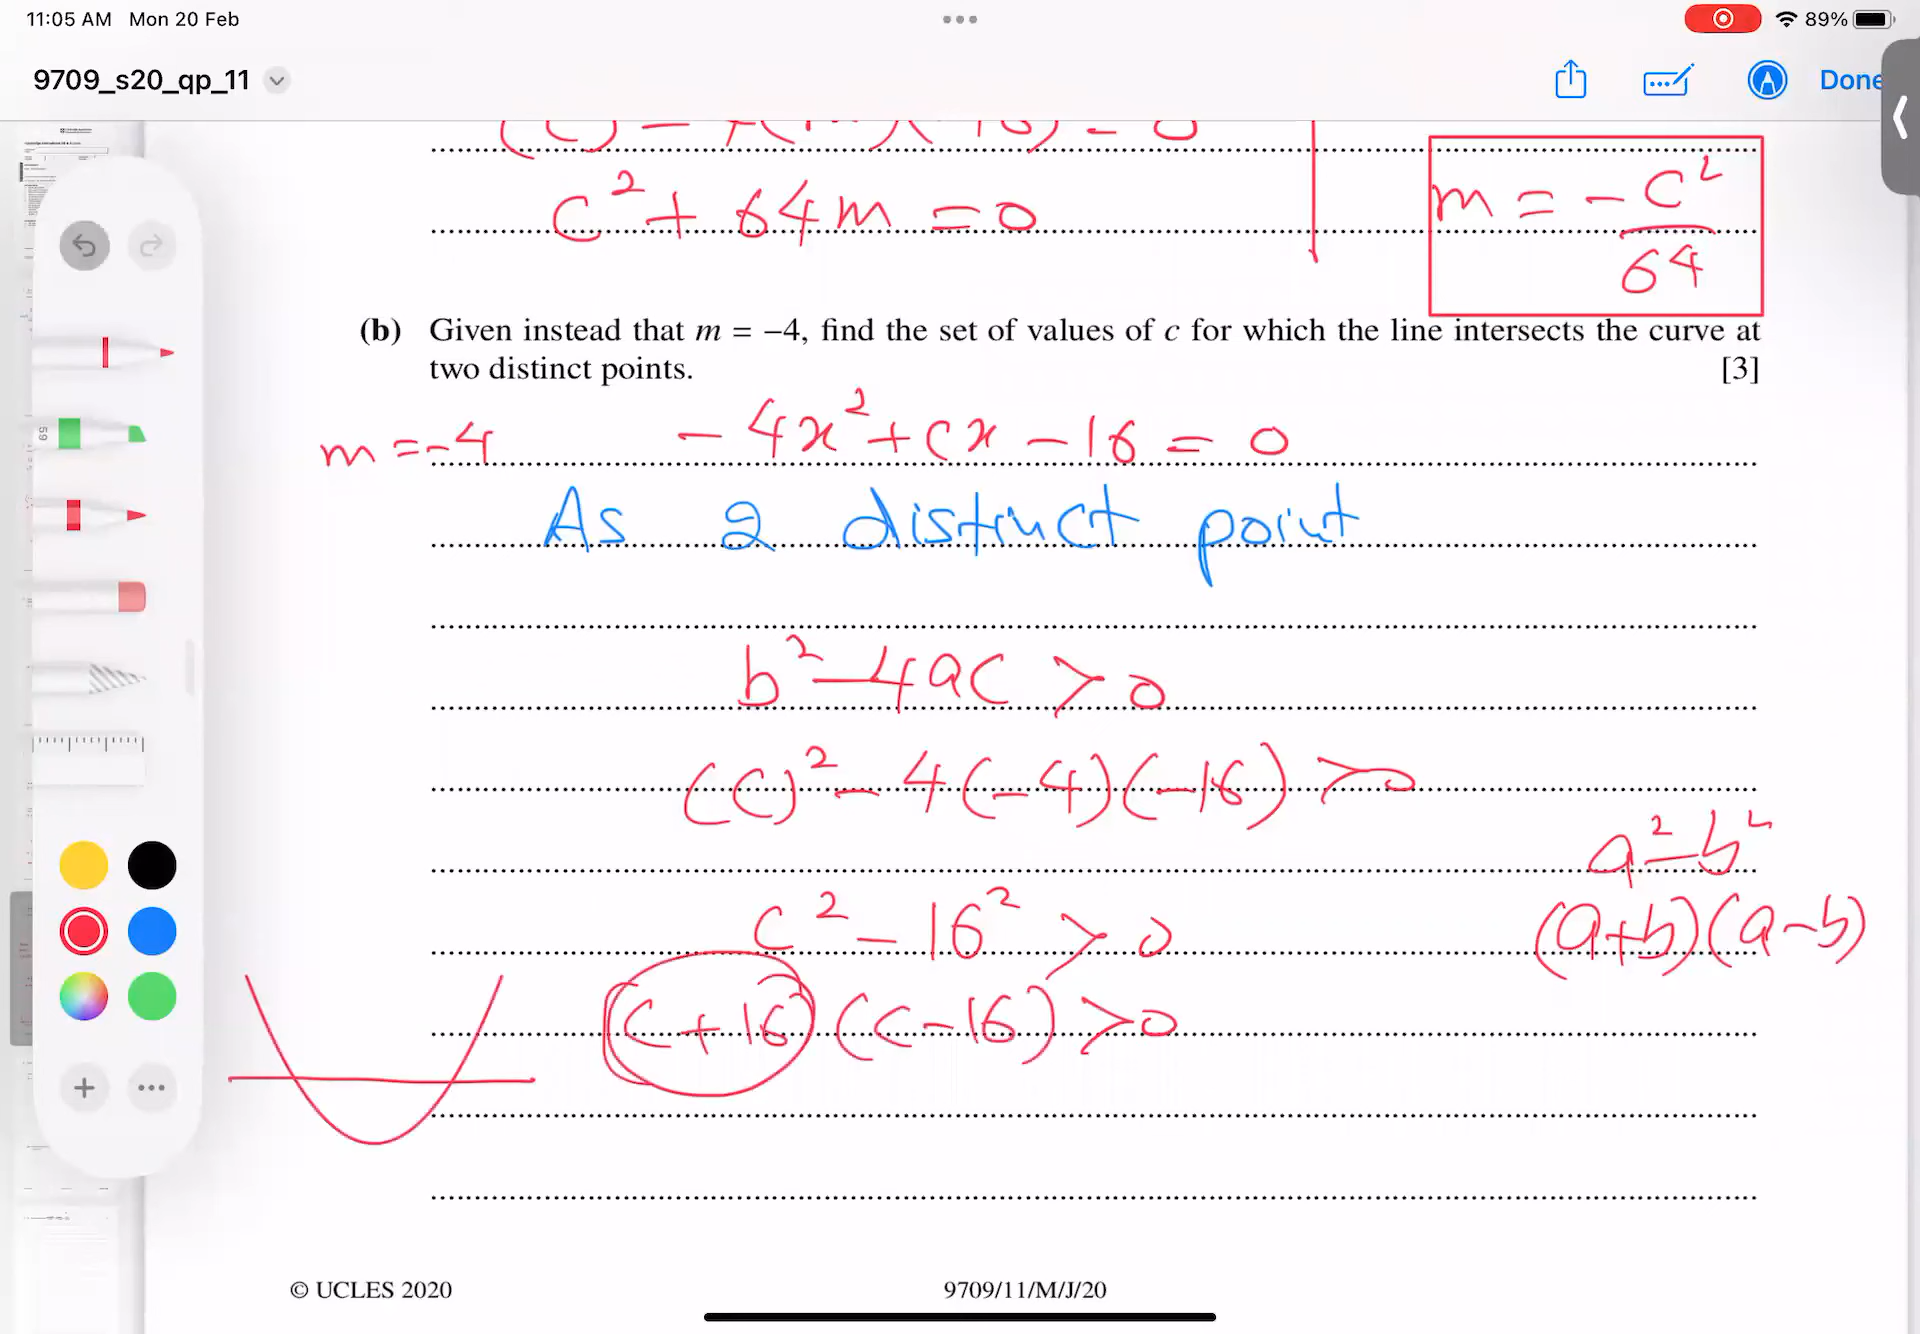 11:05 AM Mon 20 Feb
89%
9709_s20_qp_11
Done
c² + 64m = 0
m = -c²/64
(b) Given instead that m = −4, find the set of values of c for which the line intersects the curve at
two distinct points. [3]
m = -4
-4x² + cx - 16 = 0
As 2 distinct point
b² - 4ac > 0
(c)² - 4(-4)(-16) > 0
a² - b²
c² - 16² > 0
(a+b)(a-b)
(c + 16)(c - 16) > 0
59
© UCLES 2020
9709/11/M/J/20